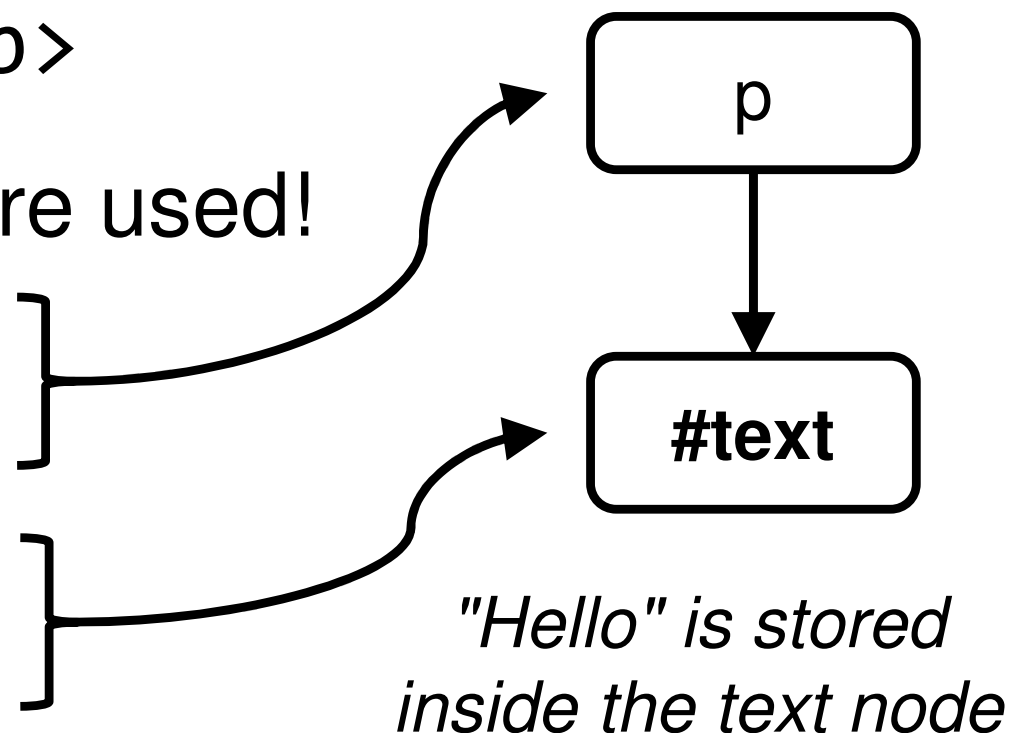 p>
re used!
p
#text
"Hello" is stored
inside the text node